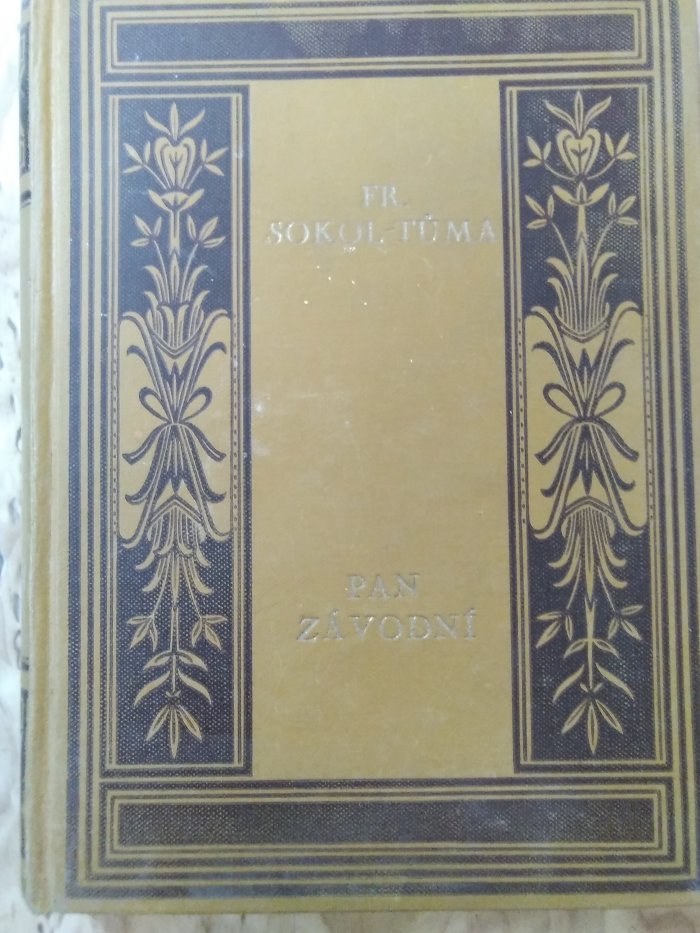 FR.
SOKOL-TŮMA
PAN
ZÁVODNÍ